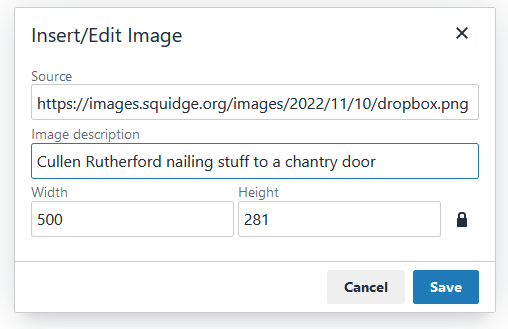 Insert/Edit Image
Source
https://images.squidge.org/images/2022/11/10/dropbox.png
Image description
Cullen Rutherford nailing stuff to a chantry door
Width Height
500 281
Cancel Save